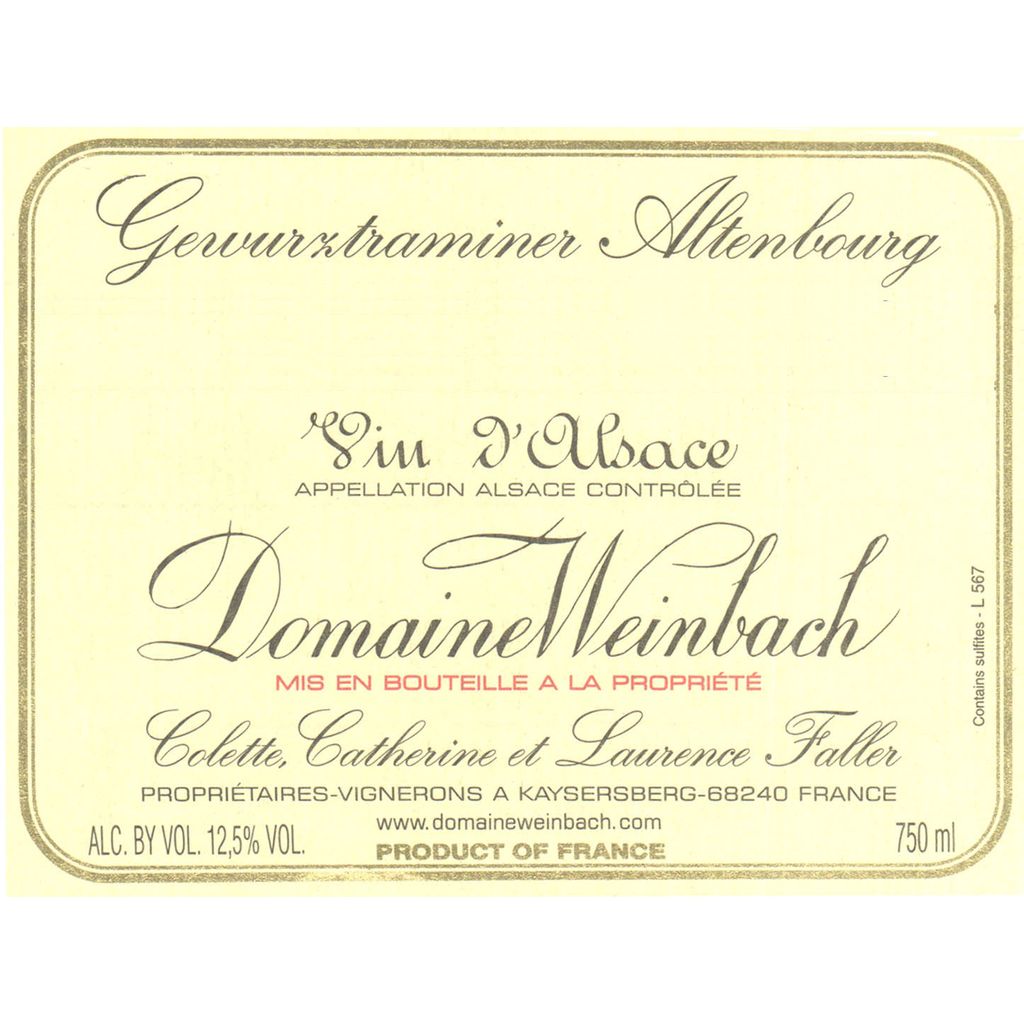 Gewurztraminer Altenbourg
Vin d'Alsace
APPELLATION ALSACE CONTRÔLÉE
Domaine Weinbach
MIS EN BOUTEILLE A LA PROPRIÉTÉ
Colette, Catherine et Laurence Faller
PROPRIÉTAIRES-VIGNERONS A KAYSERSBERG-68240 FRANCE
www.domaineweinbach.com
ALC. BY VOL. 12,5% VOL.
PRODUCT OF FRANCE
750 ml
Contains sulfites - L 567